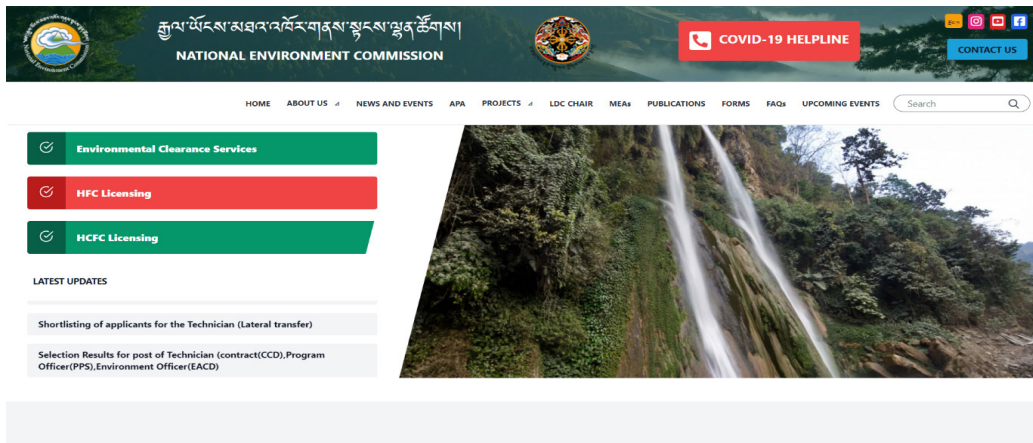 རྒྱལ་ཡོངས་མཐའ་འཁོར་གནས་སྟངས་ལྷན་ཚོགས།
NATIONAL ENVIRONMENT COMMISSION
COVID-19 HELPLINE
CONTACT US
HOME ABOUT US NEWS AND EVENTS APA PROJECTS LDC CHAIR MEAs PUBLICATIONS FORMS FAQs UPCOMING EVENTS Search
Environmental Clearance Services
HFC Licensing
HCFC Licensing
LATEST UPDATES
Shortlisting of applicants for the Technician (Lateral transfer)
Selection Results for post of Technician (contract(CCD),Program
Officer(PPS),Environment Officer(EACD)